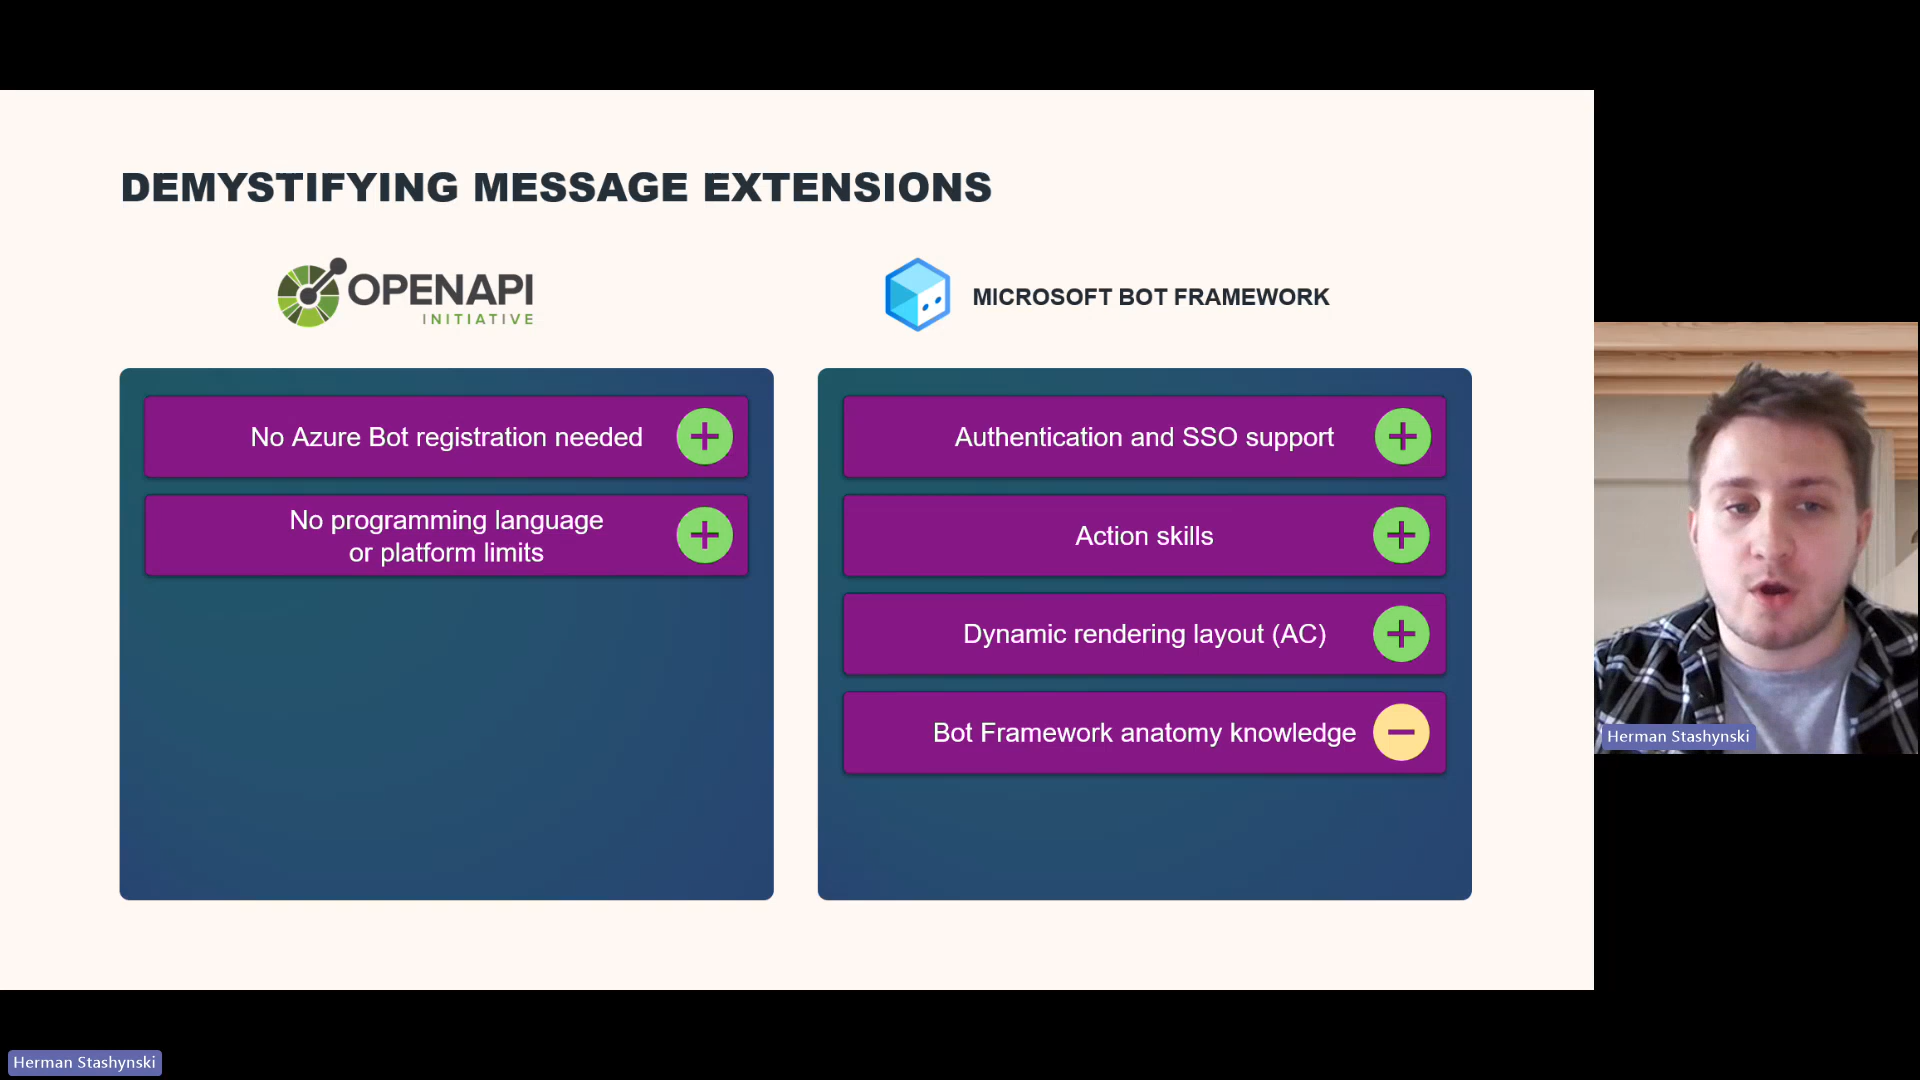 DEMYSTIFYING MESSAGE EXTENSIONS
OPENAPI
INITIATIVE
MICROSOFT BOT FRAMEWORK
No Azure Bot registration needed
No programming language
or platform limits
Authentication and SSO support
Action skills
Dynamic rendering layout (AC)
Bot Framework anatomy knowledge
Herman Stashynski
Herman Stashynski